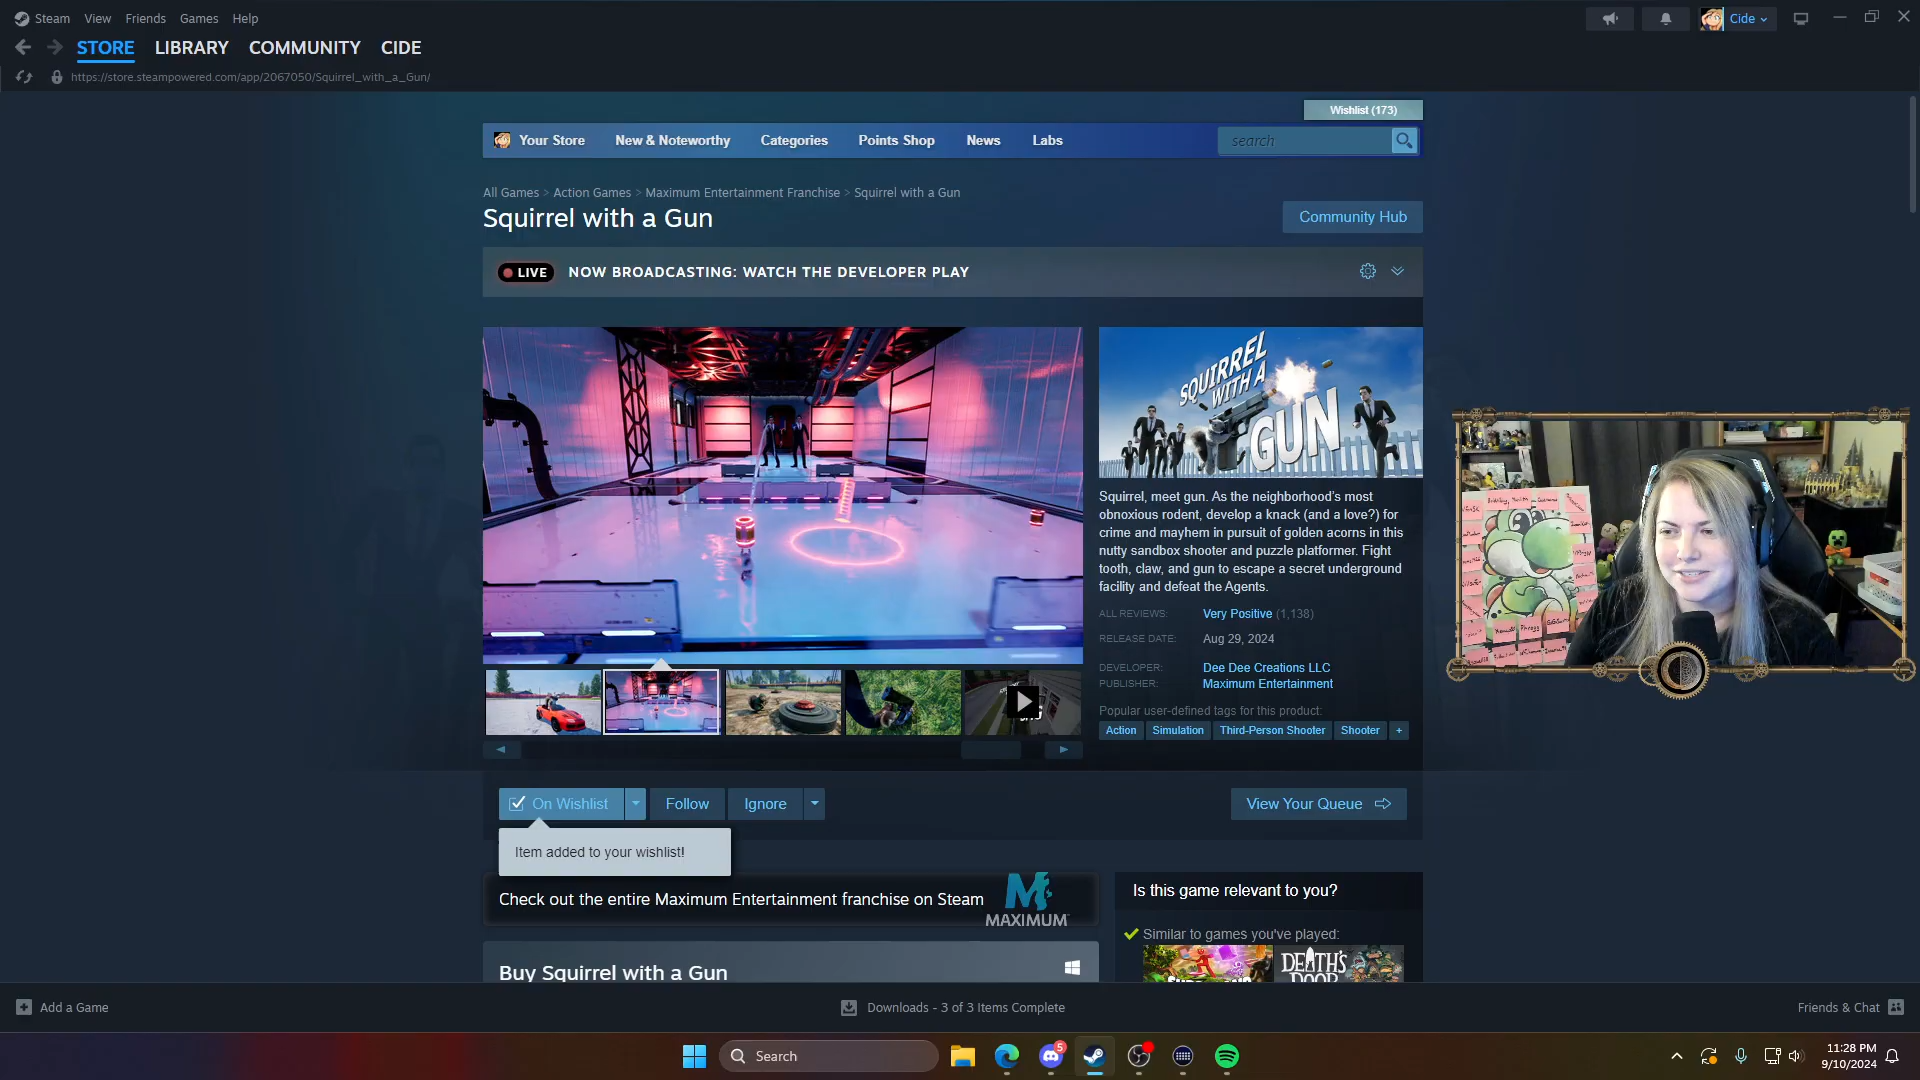 Steam View Friends Games Help
Cide
STORE LIBRARY COMMUNITY CIDE
https://store.steampowered.com/app/2067050/Squirrel_with_a_Gun/
Wishlist (173)
Your Store New & Noteworthy Categories Points Shop News Labs search
All Games > Action Games > Maximum Entertainment Franchise > Squirrel with a Gun
Squirrel with a Gun
Community Hub
LIVE NOW BROADCASTING: WATCH THE DEVELOPER PLAY
SQUIRREL
WITH A
GUN
Squirrel, meet gun. As the neighborhood's most
obnoxious rodent, develop a knack (and a love?) for
crime and mayhem in pursuit of golden acorns in this
nutty sandbox shooter and puzzle platformer. Fight
tooth, claw, and gun to escape a secret underground
facility and defeat the Agents.
ALL REVIEWS: Very Positive (1,138)
RELEASE DATE: Aug 29, 2024
DEVELOPER: Dee Dee Creations LLC
PUBLISHER: Maximum Entertainment
Popular user-defined tags for this product:
Action Simulation Third-Person Shooter Shooter +
On Wishlist Follow Ignore View Your Queue
Item added to your wishlist!
Check out the entire Maximum Entertainment franchise on Steam
MAXIMUM
Is this game relevant to you?
Similar to games you've played:
DEATH'S
DOOR
Buy Squirrel with a Gun
Add a Game Downloads - 3 of 3 Items Complete Friends & Chat
Search
5
11:28 PM
9/10/2024